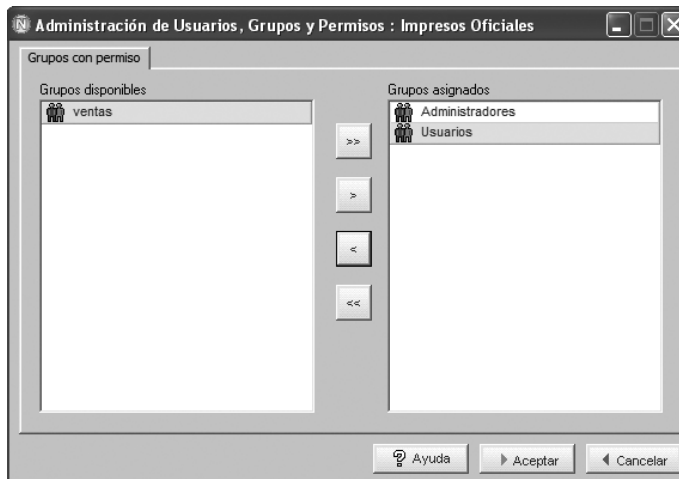 Administración de Usuarios, Grupos y Permisos : Impresos Oficiales
Grupos con permiso
Grupos disponibles
ventas
>>
>
<
<<
Grupos asignados
Administradores
Usuarios
Ayuda
Aceptar
Cancelar